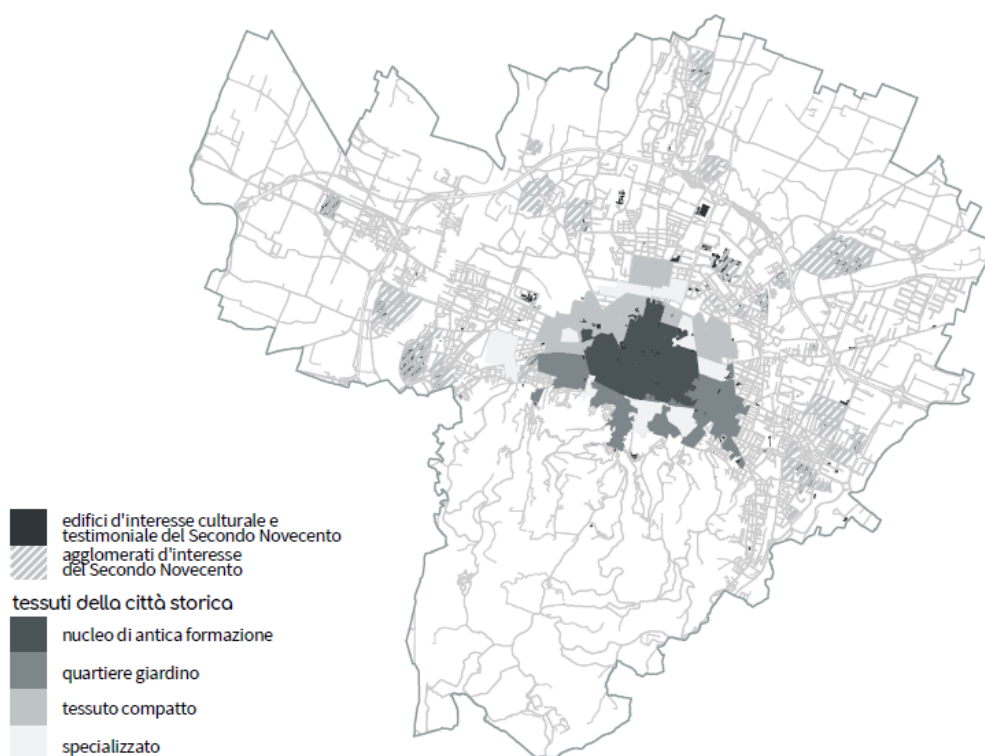 edifici d'interesse culturale e
testimoniale del Secondo Novecento
agglomerati d'interesse
del Secondo Novecento
tessuti della città storica
nucleo di antica formazione
quartiere giardino
tessuto compatto
specializzato